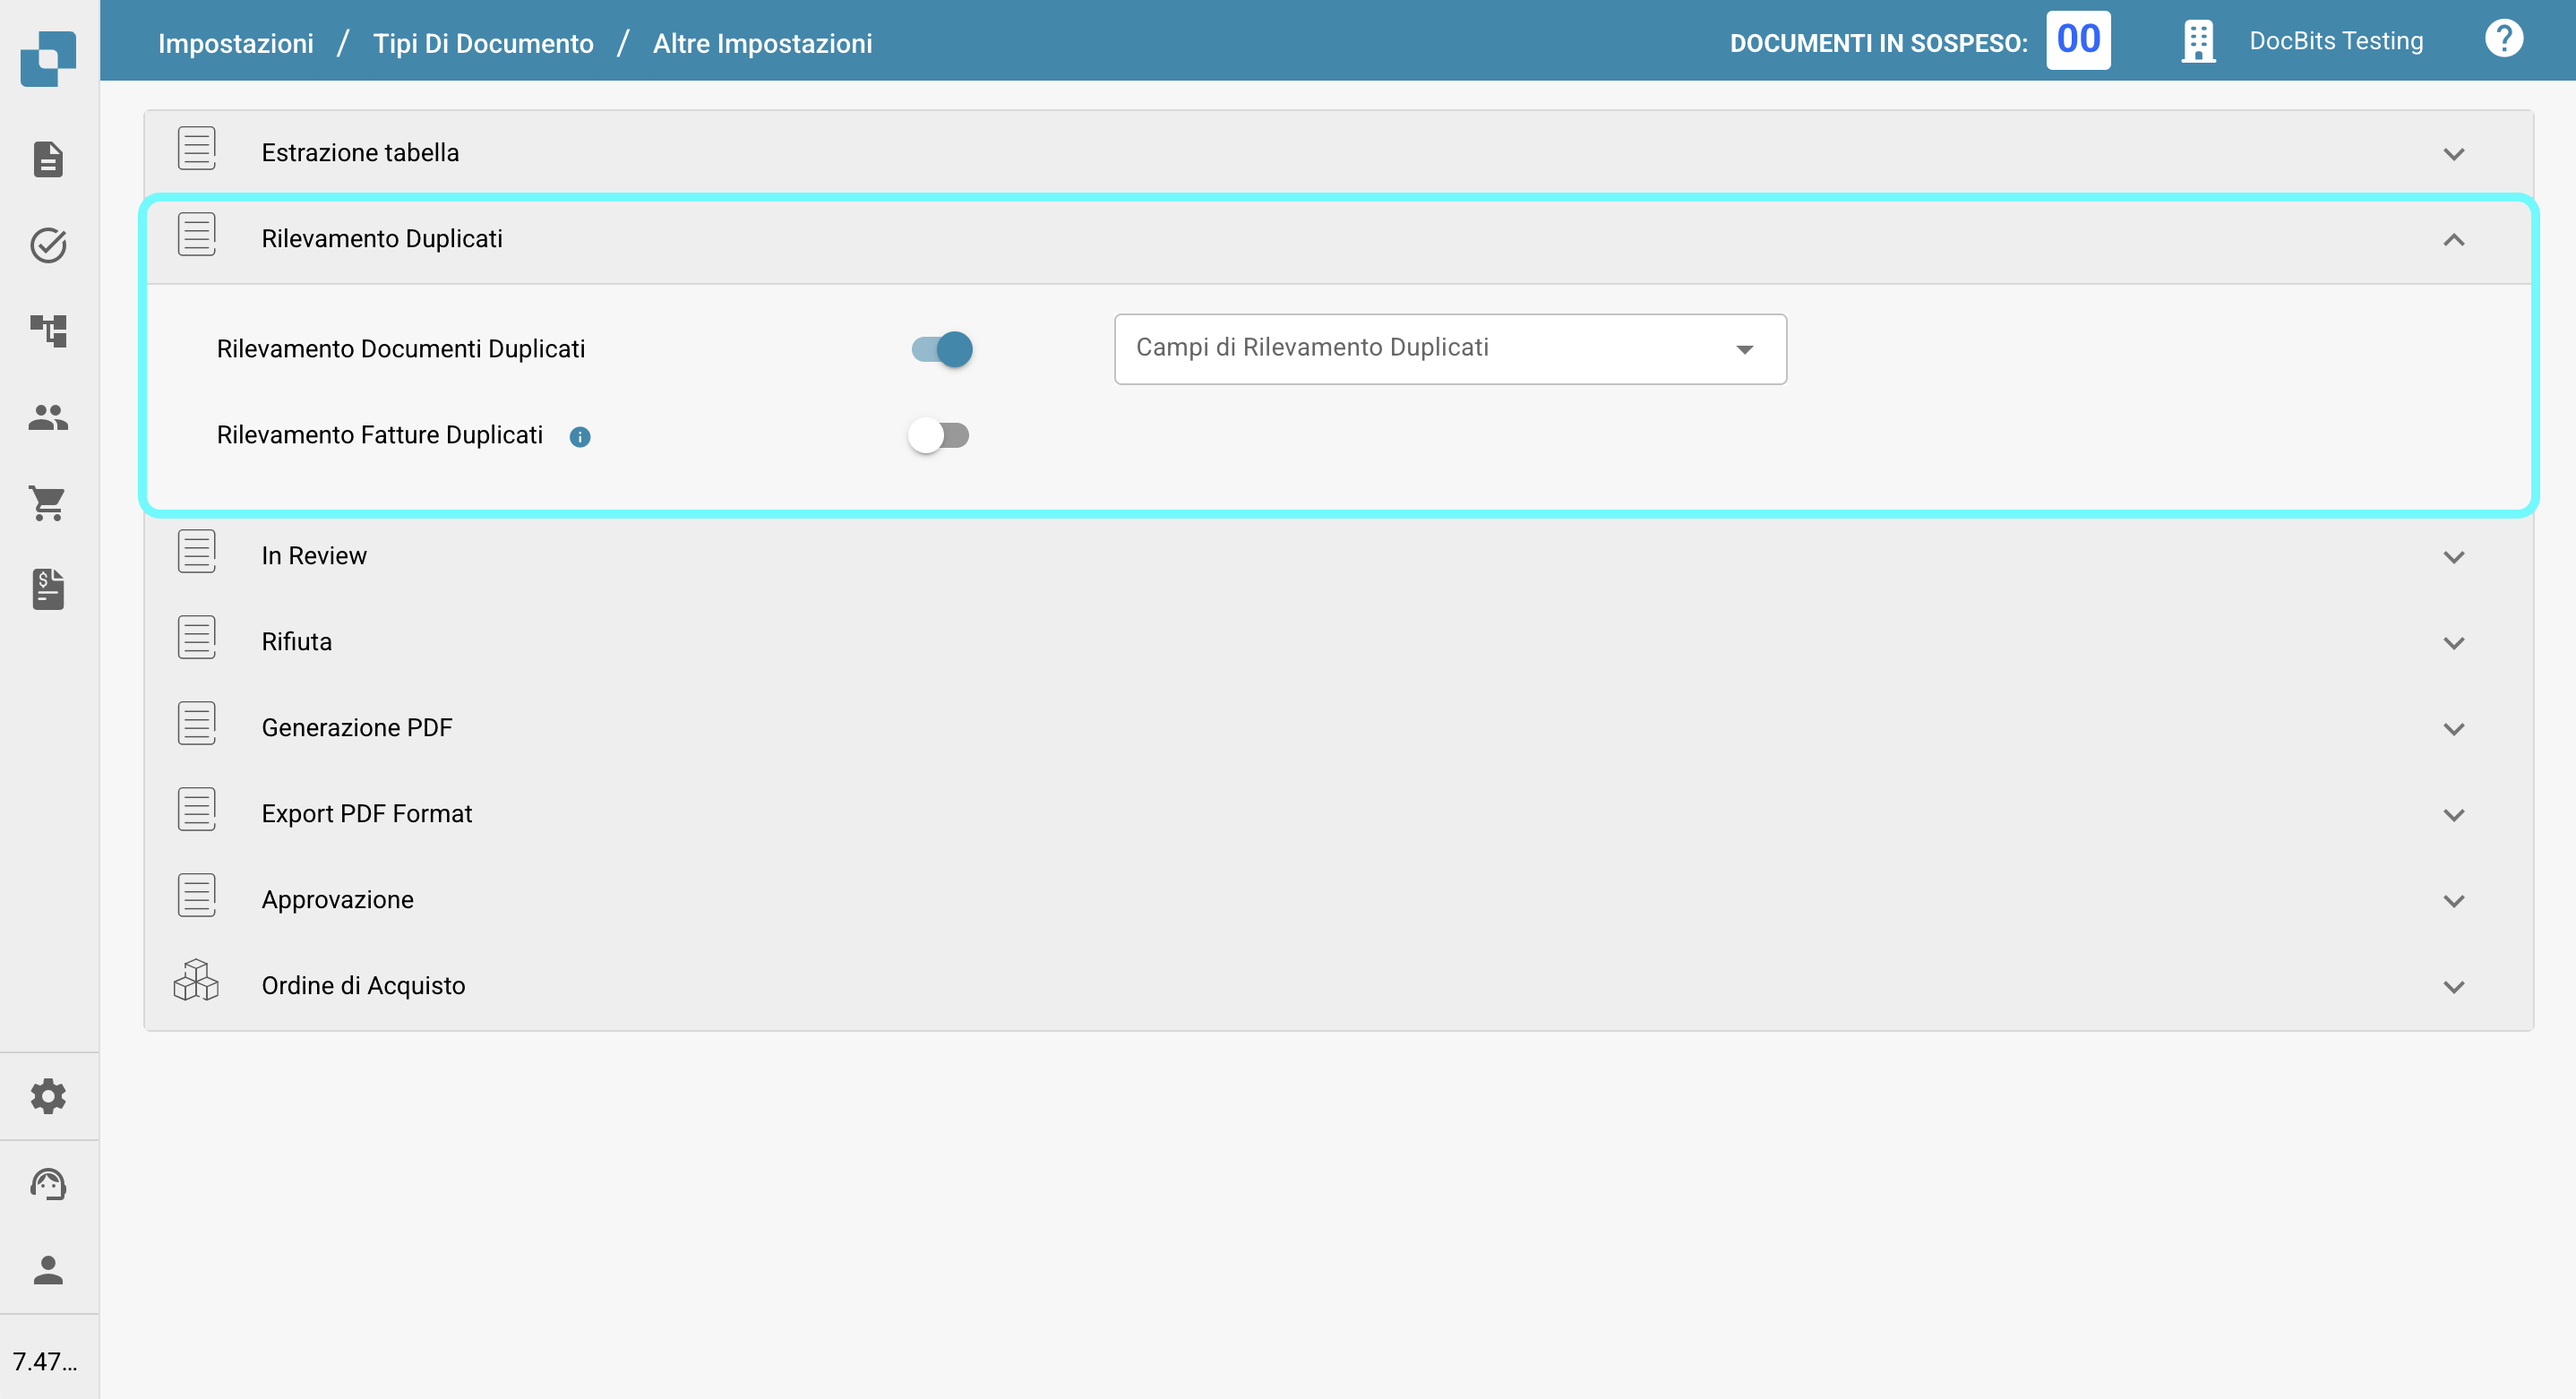 Impostazioni / Tipi Di Documento / Altre Impostazioni
DOCUMENTI IN SOSPESO: 00
DocBits Testing
Estrazione tabella
Rilevamento Duplicati
Rilevamento Documenti Duplicati
Campi di Rilevamento Duplicati
Rilevamento Fatture Duplicati
In Review
Rifiuta
Generazione PDF
Export PDF Format
Approvazione
Ordine di Acquisto
7.47...